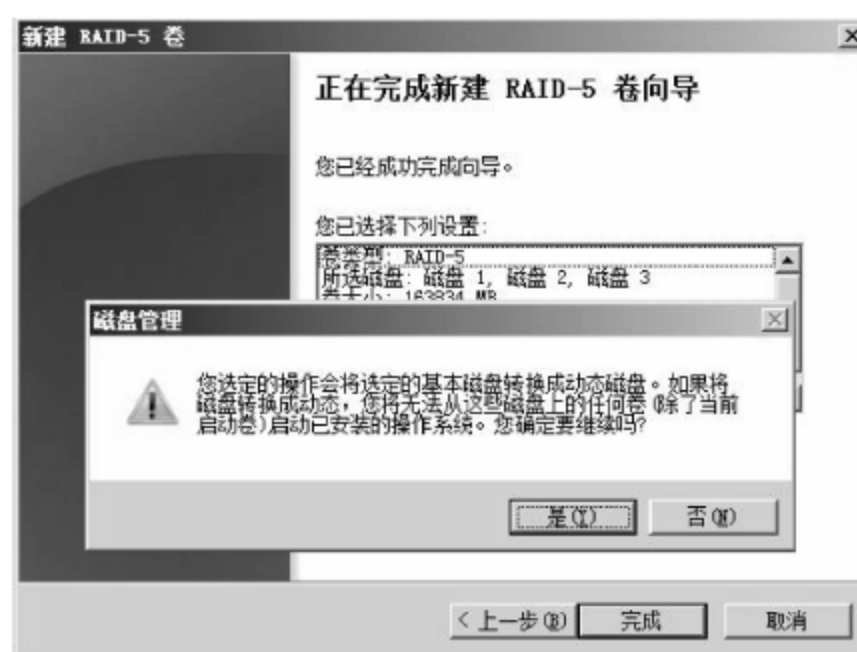 新建 RAID-5 卷
正在完成新建 RAID-5 卷向导
您已经成功完成向导。
您已选择下列设置:
卷类型: RAID-5
所选磁盘: 磁盘 1, 磁盘 2, 磁盘 3
卷大小: 163834 MB
磁盘管理
您选定的操作会将选定的基本磁盘转换成动态磁盘。如果将
磁盘转换成动态，您将无法从这些磁盘上的任何卷(除了当前
启动卷)启动已安装的操作系统。您确定要继续吗?
是(Y)
否(N)
< 上一步(B)
完成
取消